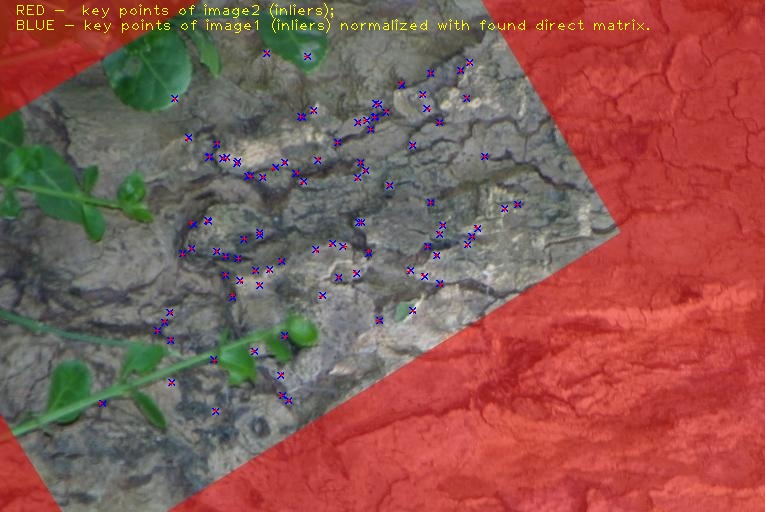 RED - key points of image2 (inliers);
BLUE - key points of image1 (inliers) normalized with found direct matrix.